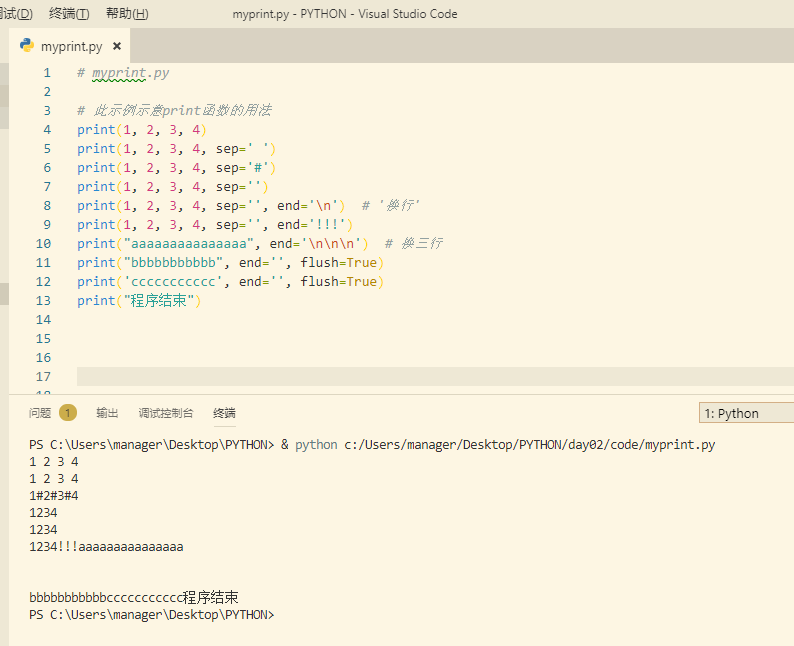 试(D) 终端(T) 帮助(H) myprint.py - PYTHON - Visual Studio Code
myprint.py ×
1 # myprint.py
2
3 # 此示例示意print函数的用法
4 print(1, 2, 3, 4)
5 print(1, 2, 3, 4, sep=' ')
6 print(1, 2, 3, 4, sep='#')
7 print(1, 2, 3, 4, sep='')
8 print(1, 2, 3, 4, sep='', end='\n')  # '换行'
9 print(1, 2, 3, 4, sep='', end='!!!')
10 print("aaaaaaaaaaaaaaa", end='\n\n\n')  # 换三行
11 print("bbbbbbbbbbb", end='', flush=True)
12 print('ccccccccccc', end='', flush=True)
13 print("程序结束")
14
15
16
17
问题 1 输出 调试控制台 终端 1: Python
PS C:\Users\manager\Desktop\PYTHON> & python c:/Users/manager/Desktop/PYTHON/day02/code/myprint.py
1 2 3 4
1 2 3 4
1#2#3#4
1234
1234
1234!!!aaaaaaaaaaaaaaa
bbbbbbbbbbbccccccccccc程序结束
PS C:\Users\manager\Desktop\PYTHON>